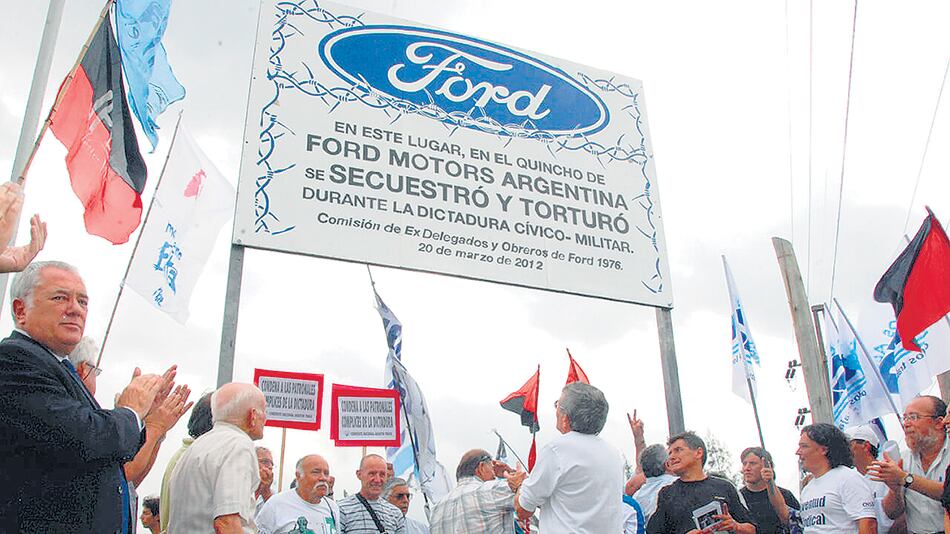 Ford
EN ESTE LUGAR, EN EL QUINCHO DE
FORD MOTORS ARGENTINA
SE SECUESTRÓ Y TORTURÓ
DURANTE LA DICTADURA CÍVICO- MILITAR.
Comisión de Ex Delegados y Obreros de Ford 1976.
20 de marzo de 2012
CONDENA A LAS PATRONALES
COMPLICES DE LA DICTADURA
CONDENA A LAS PATRONALES
COMPLICES DE LA DICTADURA